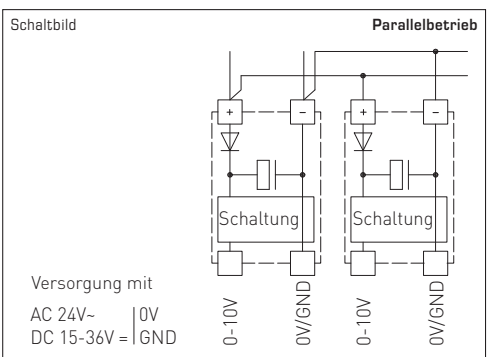 Schaltbild
Parallelbetrieb
+ − + −
Schaltung Schaltung
Versorgung mit
AC 24V~ | 0V
DC 15-36V = | GND
0-10V
0V/GND
0-10V
0V/GND